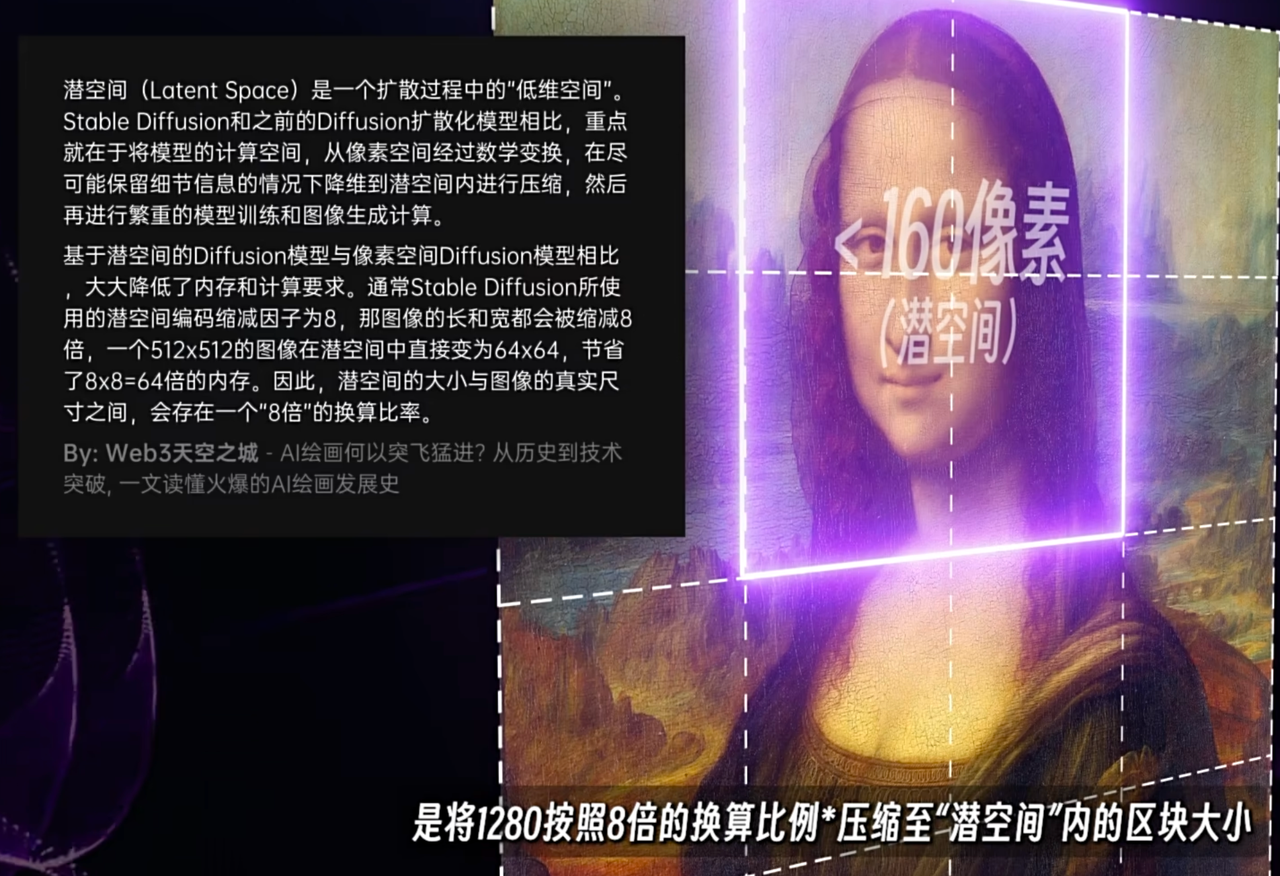 潜空间（Latent Space）是一个扩散过程中的“低维空间”。
Stable Diffusion和之前的Diffusion扩散化模型相比，重点
就在于将模型的计算空间，从像素空间经过数学变换，在尽
可能保留细节信息的情况下降维到潜空间内进行压缩，然后
再进行繁重的模型训练和图像生成计算。
基于潜空间的Diffusion模型与像素空间Diffusion模型相比
，大大降低了内存和计算要求。通常Stable Diffusion所使
用的潜空间编码缩减因子为8，那图像的长和宽都会被缩减8
倍，一个512x512的图像在潜空间中直接变为64x64，节省
了8x8=64倍的内存。因此，潜空间的大小与图像的真实尺
寸之间，会存在一个“8倍”的换算比率。
By: Web3天空之城 - AI绘画何以突飞猛进? 从历史到技术
突破, 一文读懂火爆的AI绘画发展史
<160像素
（潜空间）
是将1280按照8倍的换算比例*压缩至“潜空间”内的区块大小